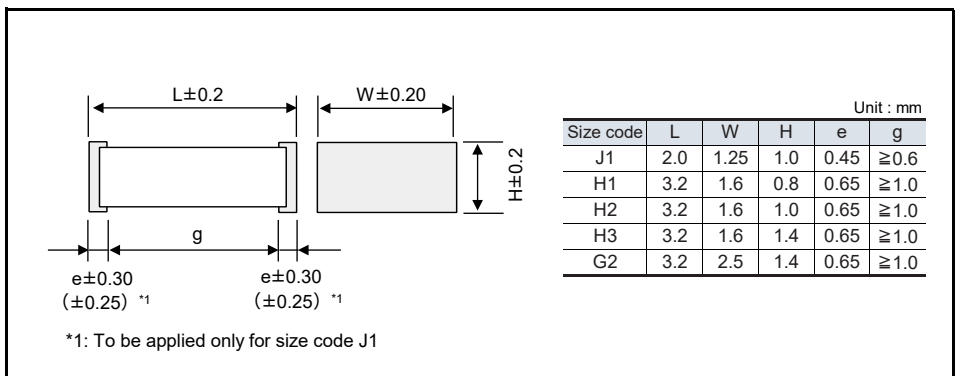 L±0.2
W±0.20
H±0.2
g
e±0.30
(±0.25) *1
e±0.30
(±0.25) *1
*1: To be applied only for size code J1
Unit : mm
Size code L W H e g
J1 2.0 1.25 1.0 0.45 ≧0.6
H1 3.2 1.6 0.8 0.65 ≧1.0
H2 3.2 1.6 1.0 0.65 ≧1.0
H3 3.2 1.6 1.4 0.65 ≧1.0
G2 3.2 2.5 1.4 0.65 ≧1.0